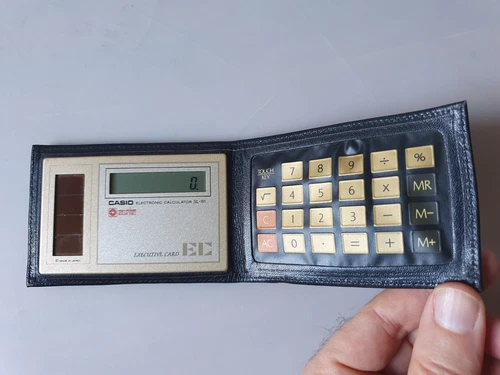 0.
CASIO ELECTRONIC CALCULATOR SL-81
EXECUTIVE CARD EC
TOUCH
KEY
7 8 9 ÷ %
√ 4 5 6 × MR
C 1 2 3 − M−
AC 0 · = + M+